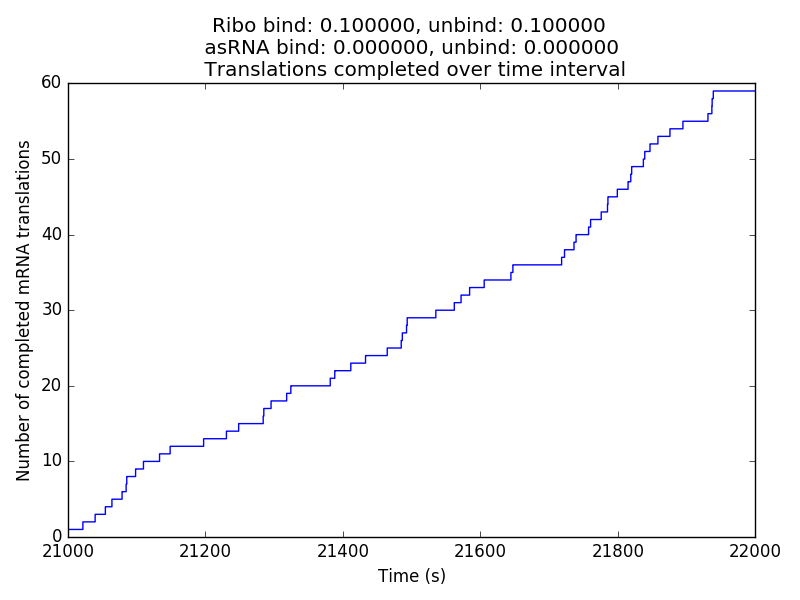 Ribo bind: 0.100000, unbind: 0.100000
asRNA bind: 0.000000, unbind: 0.000000
Translations completed over time interval
Number of completed mRNA translations
60
50
40
30
20
10
0
21000 21200 21400 21600 21800 22000
Time (s)